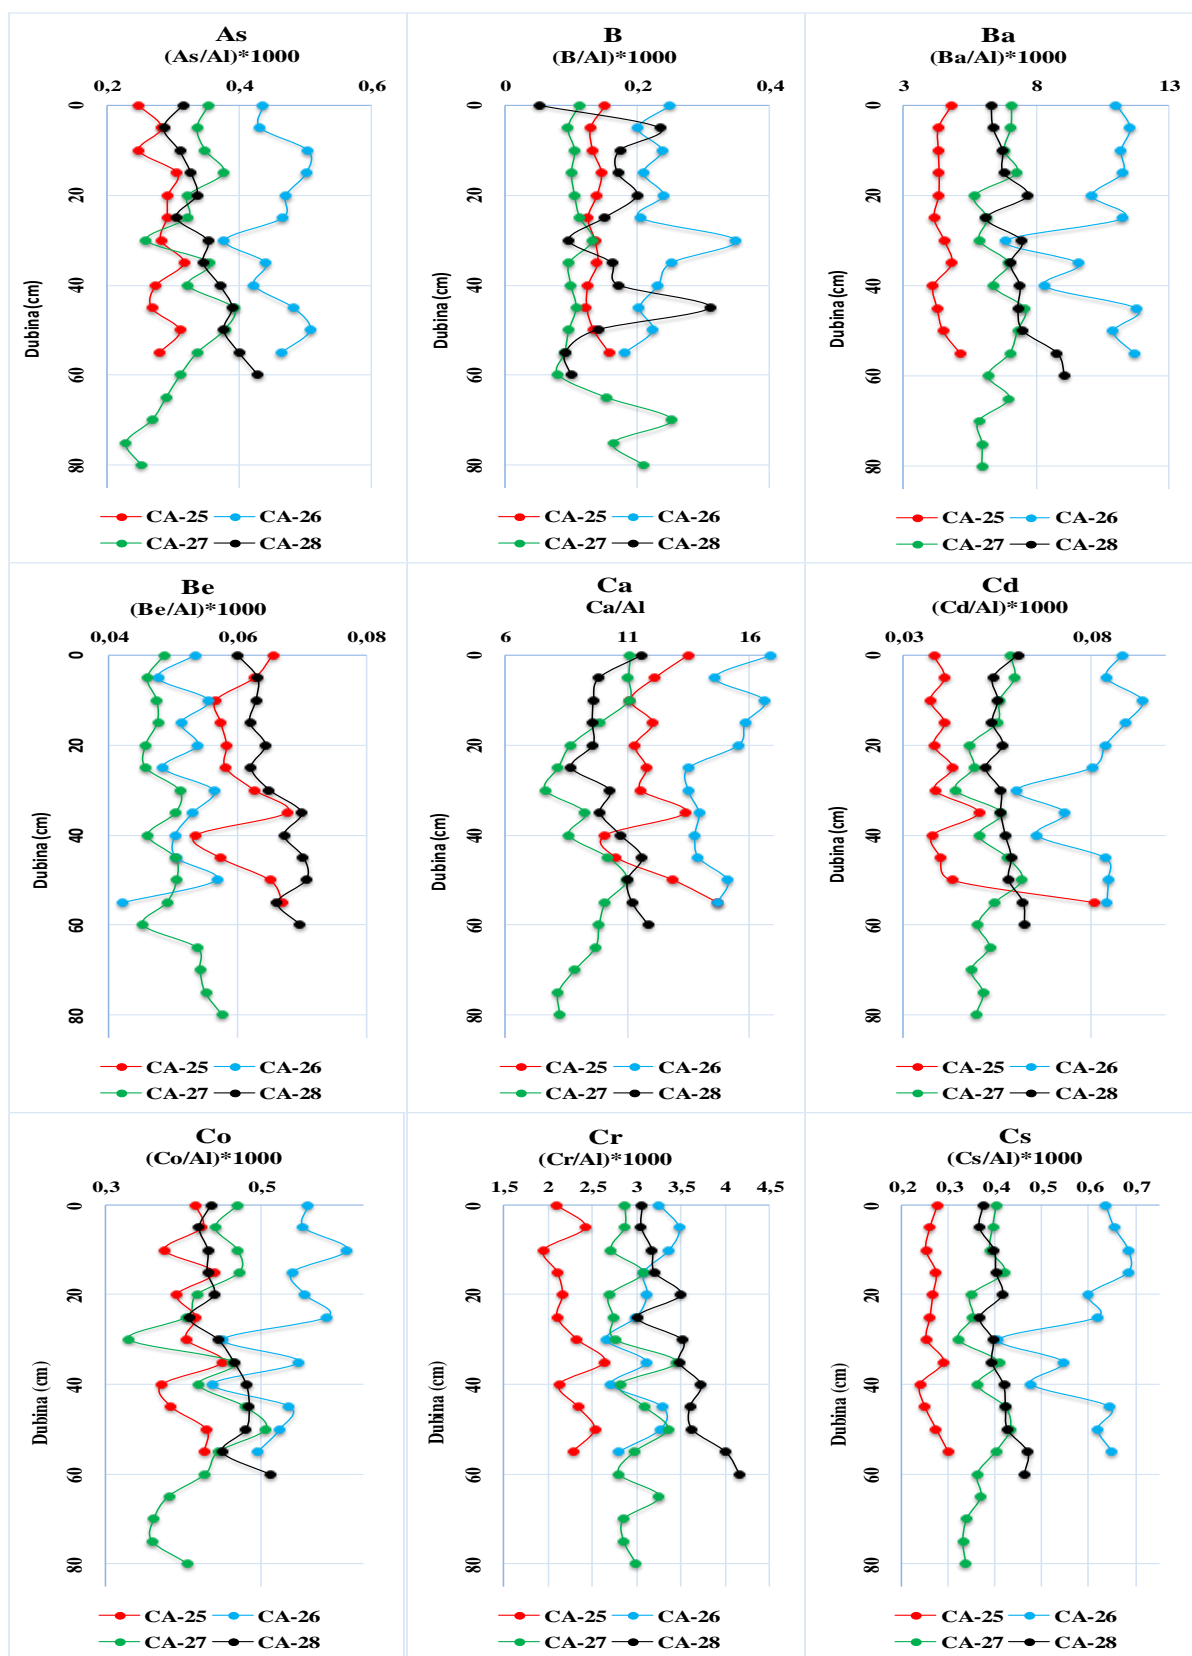 As
(As/Al)*1000
0,2 0,4 0,6
0
20
40
60
80
Dubina (cm)
CA-25 CA-26
CA-27 CA-28
B
(B/Al)*1000
0 0,2 0,4
0
20
40
60
80
Dubina (cm)
CA-25 CA-26
CA-27 CA-28
Ba
(Ba/Al)*1000
3 8 13
0
20
40
60
80
Dubina (cm)
CA-25 CA-26
CA-27 CA-28
Be
(Be/Al)*1000
0,04 0,06 0,08
0
20
40
60
80
Dubina (cm)
CA-25 CA-26
CA-27 CA-28
Ca
Ca/Al
6 11 16
0
20
40
60
80
Dubina (cm)
CA-25 CA-26
CA-27 CA-28
Cd
(Cd/Al)*1000
0,03 0,08
0
20
40
60
80
Dubina (cm)
CA-25 CA-26
CA-27 CA-28
Co
(Co/Al)*1000
0,3 0,5
0
20
40
60
80
Dubina (cm)
CA-25 CA-26
CA-27 CA-28
Cr
(Cr/Al)*1000
1,5 2 2,5 3 3,5 4 4,5
0
20
40
60
80
Dubina (cm)
CA-25 CA-26
CA-27 CA-28
Cs
(Cs/Al)*1000
0,2 0,3 0,4 0,5 0,6 0,7
0
20
40
60
80
Dubina (cm)
CA-25 CA-26
CA-27 CA-28